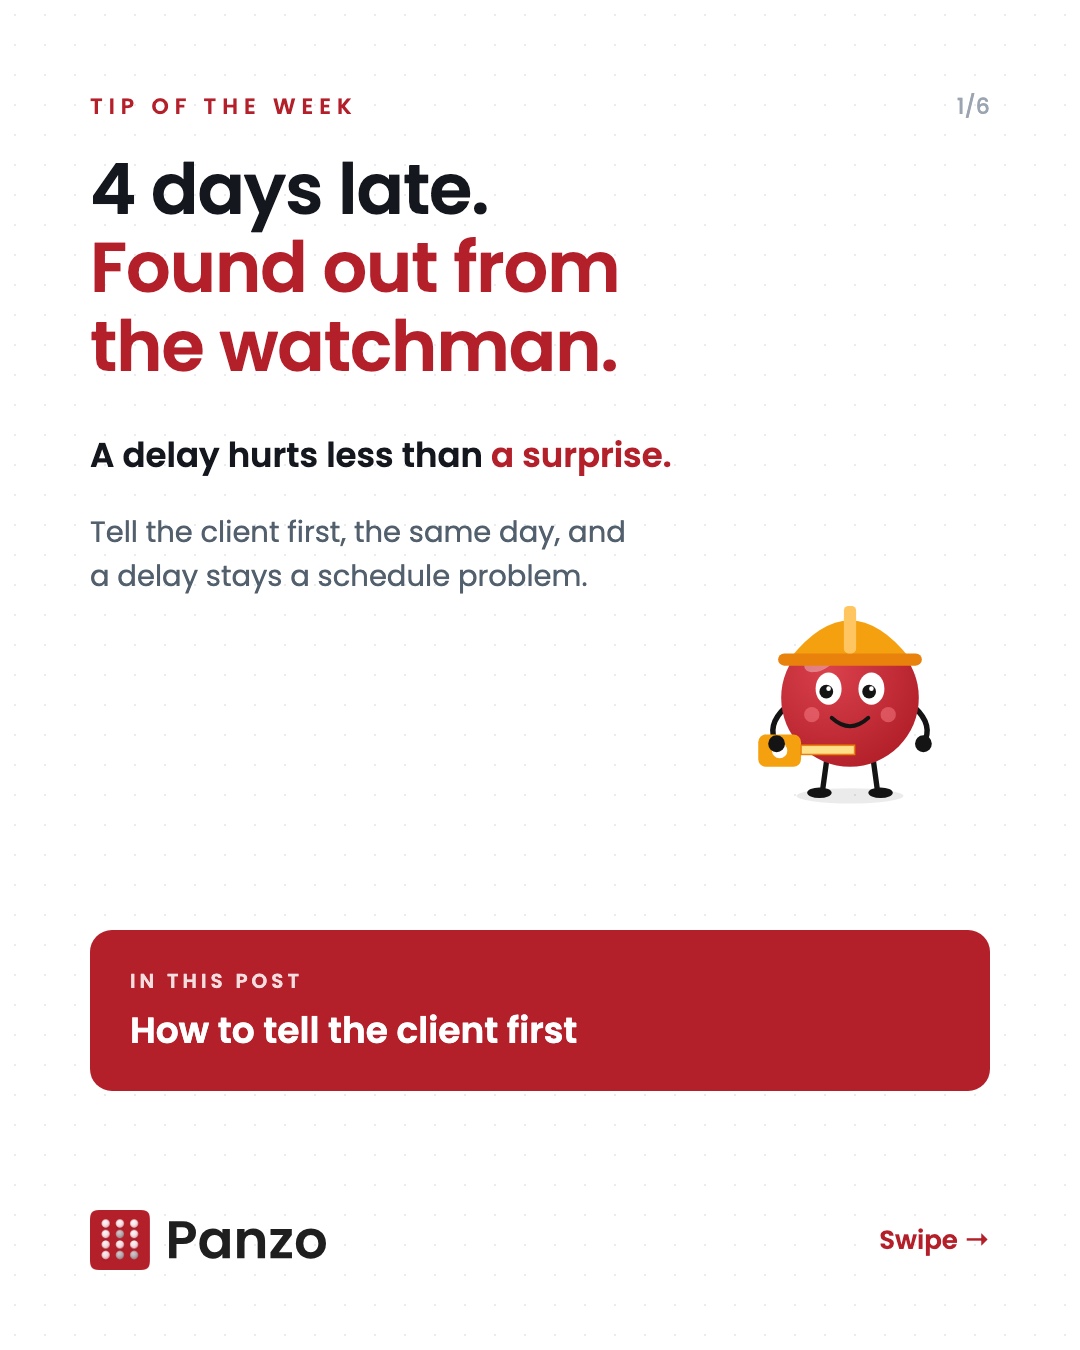 TIP OF THE WEEK
1/6
4 days late.
Found out from
the watchman.
A delay hurts less than a surprise.
Tell the client first, the same day, and
a delay stays a schedule problem.
IN THIS POST
How to tell the client first
Panzo
Swipe →